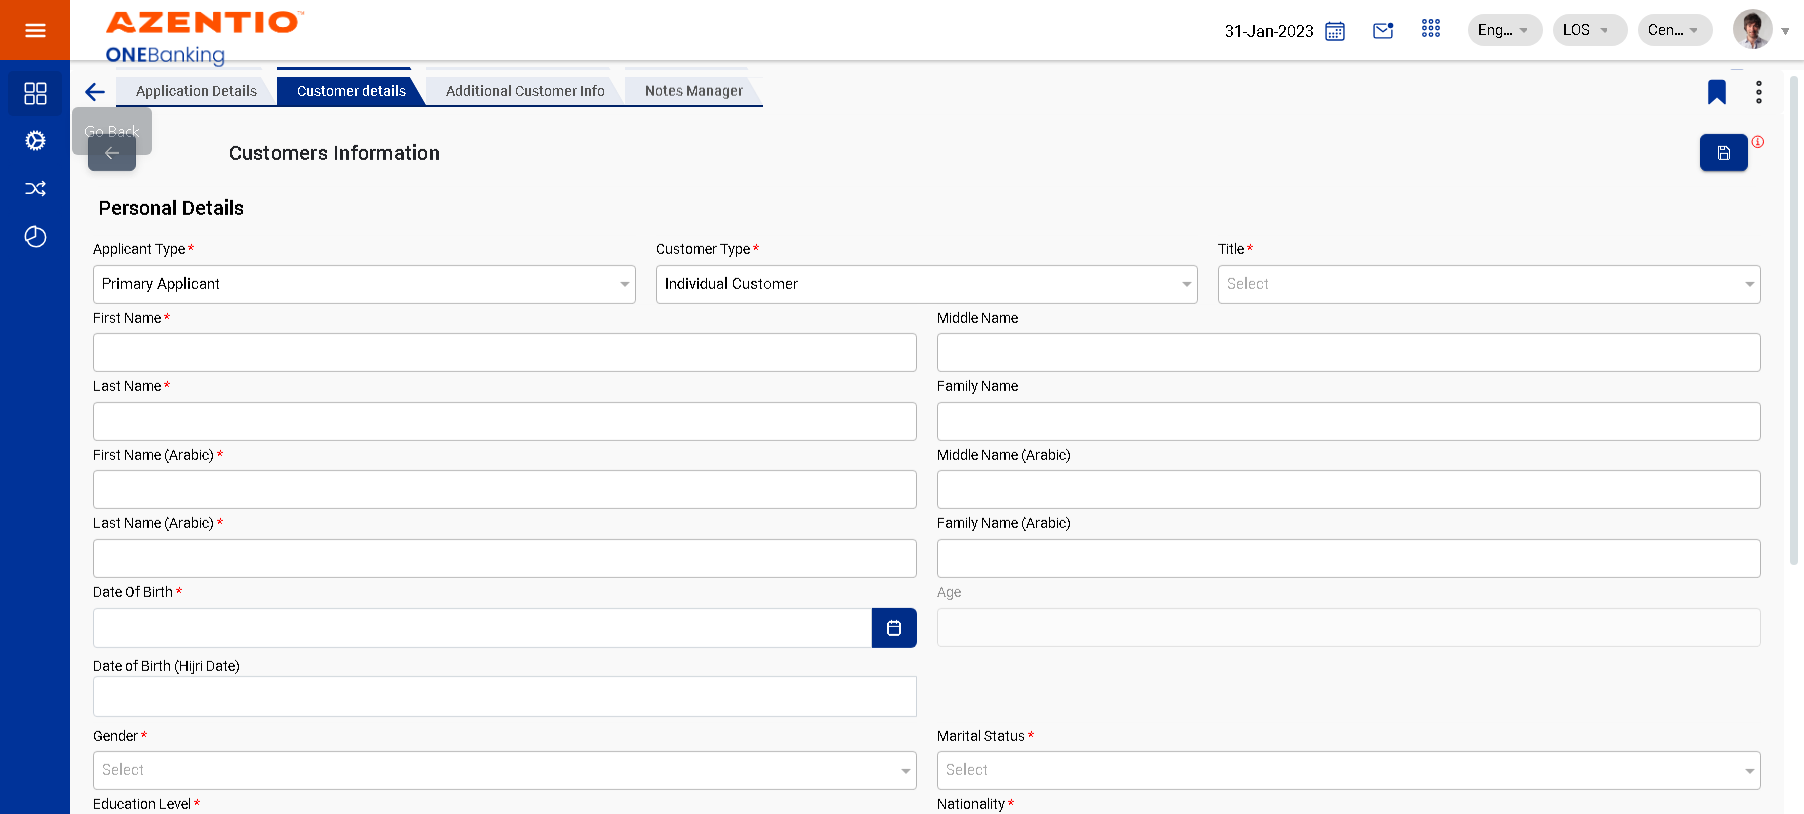 AZENTIO™
ONEBanking
31-Jan-2023
Eng...
LOS
Cen...
Application Details
Customer details
Additional Customer Info
Notes Manager
Go Back
Customers Information
Personal Details
Applicant Type *
Customer Type *
Title *
Primary Applicant
Individual Customer
Select
First Name *
Middle Name
Last Name *
Family Name
First Name (Arabic) *
Middle Name (Arabic)
Last Name (Arabic) *
Family Name (Arabic)
Date Of Birth *
Age
Date of Birth (Hijri Date)
Gender *
Marital Status *
Select
Select
Education Level *
Nationality *